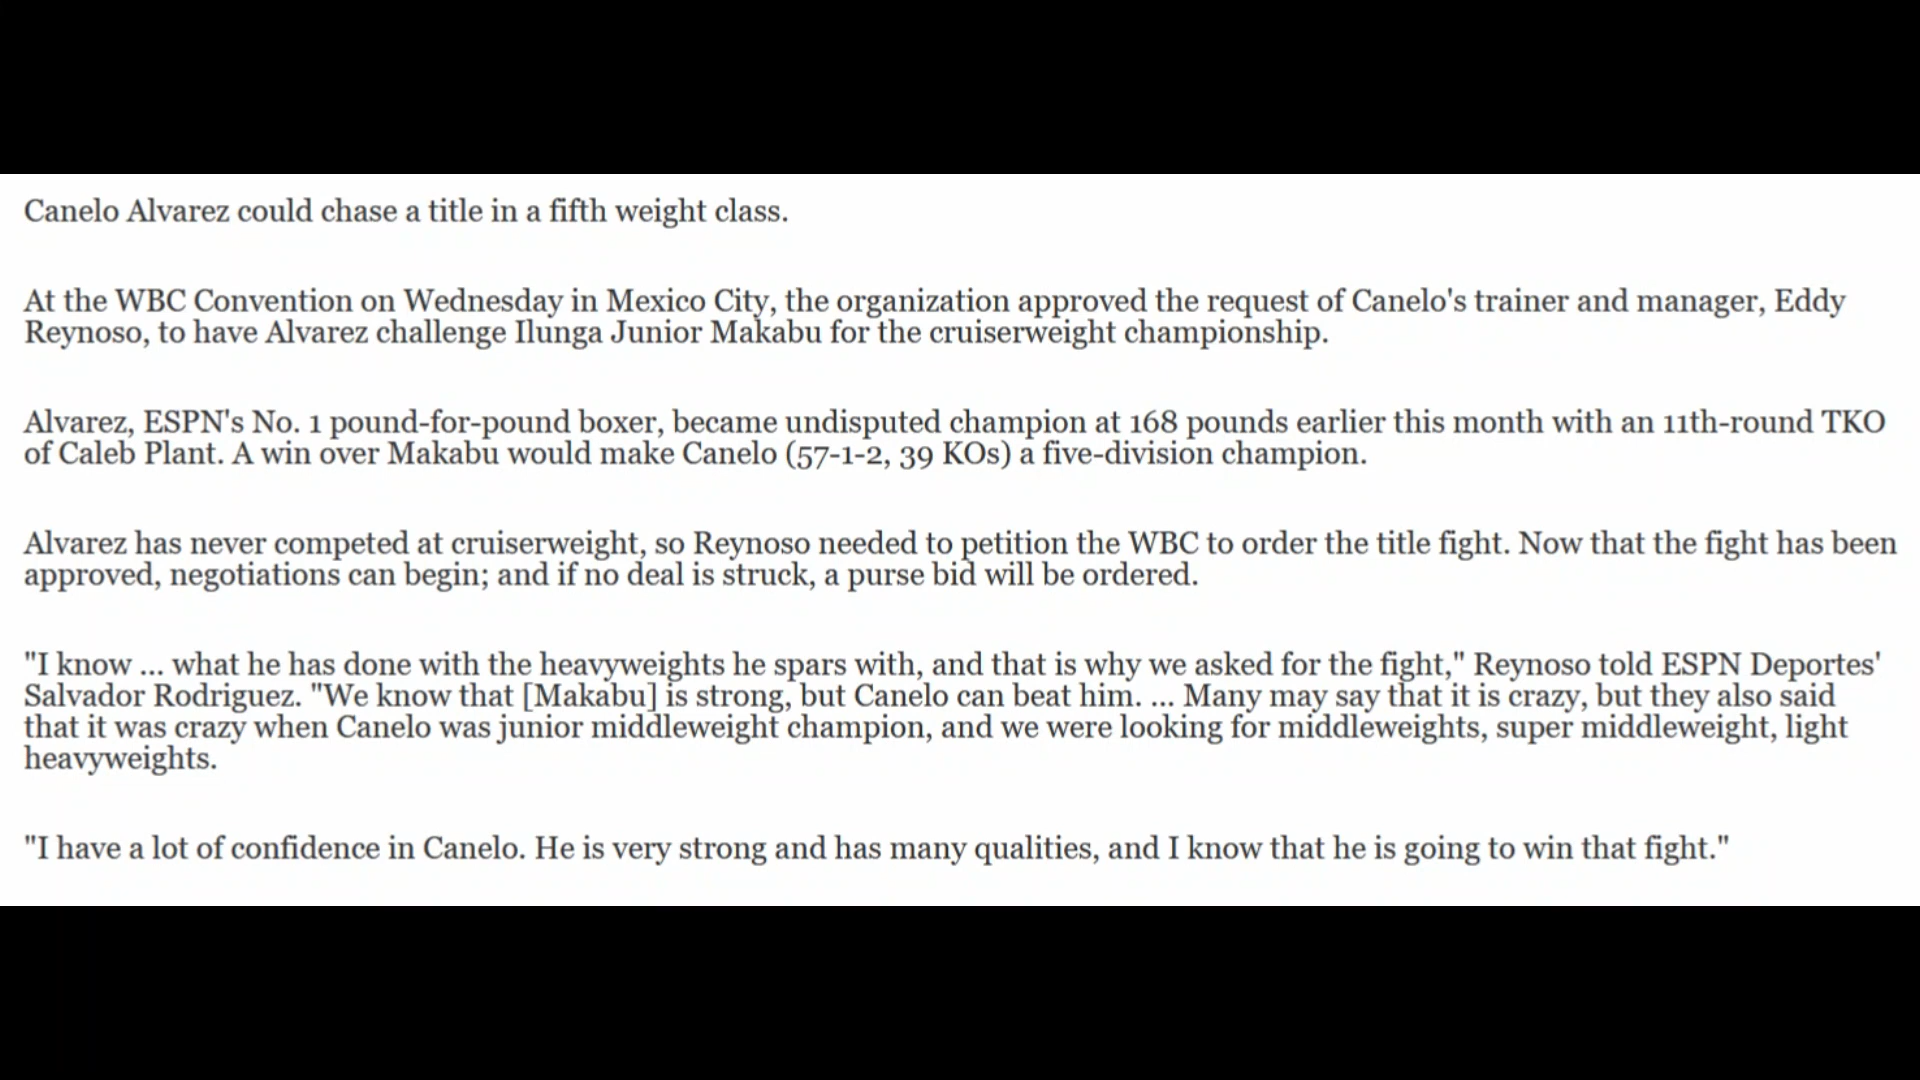 Canelo Alvarez could chase a title in a fifth weight class.
At the WBC Convention on Wednesday in Mexico City, the organization approved the request of Canelo's trainer and manager, Eddy
Reynoso, to have Alvarez challenge Ilunga Junior Makabu for the cruiserweight championship.
Alvarez, ESPN's No. 1 pound-for-pound boxer, became undisputed champion at 168 pounds earlier this month with an 11th-round TKO
of Caleb Plant. A win over Makabu would make Canelo (57-1-2, 39 KOs) a five-division champion.
Alvarez has never competed at cruiserweight, so Reynoso needed to petition the WBC to order the title fight. Now that the fight has been
approved, negotiations can begin; and if no deal is struck, a purse bid will be ordered.
"I know ... what he has done with the heavyweights he spars with, and that is why we asked for the fight," Reynoso told ESPN Deportes'
Salvador Rodriguez. "We know that [Makabu] is strong, but Canelo can beat him. ... Many may say that it is crazy, but they also said
that it was crazy when Canelo was junior middleweight champion, and we were looking for middleweights, super middleweight, light
heavyweights.
"I have a lot of confidence in Canelo. He is very strong and has many qualities, and I know that he is going to win that fight."